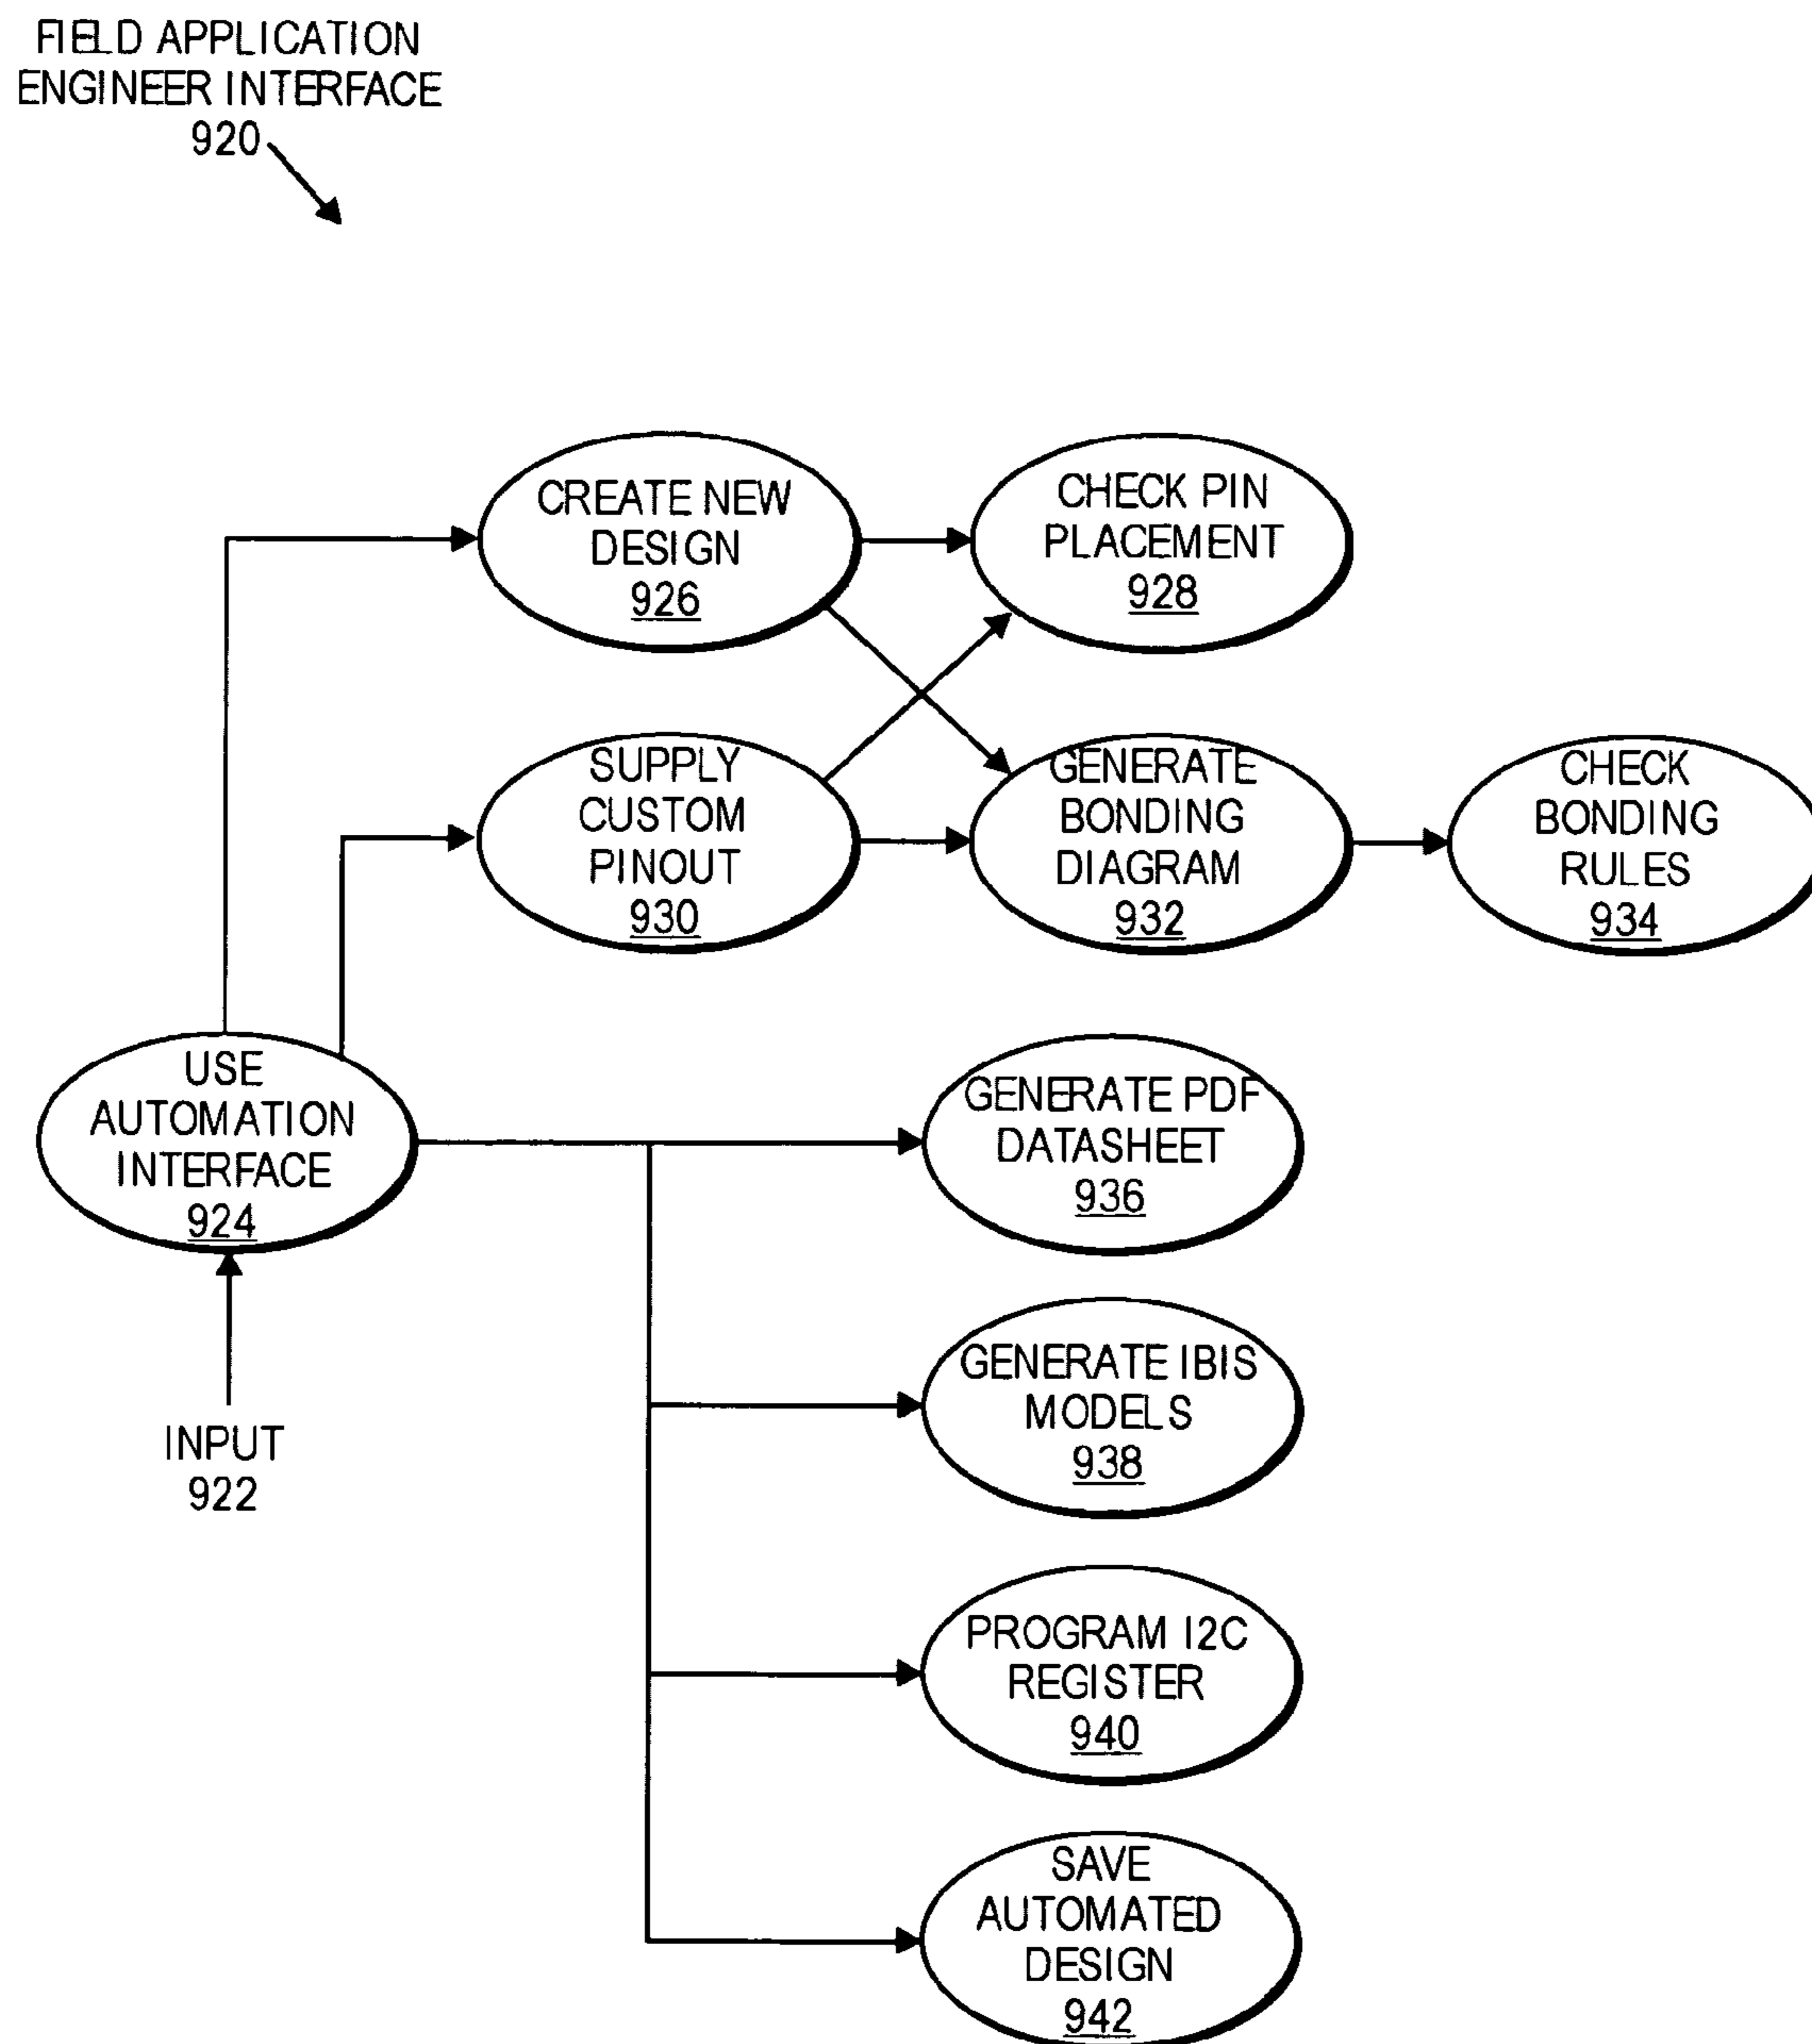 FIELD APPLICATION
ENGINEER INTERFACE
920
CREATE NEW
DESIGN
926
CHECK PIN
PLACEMENT
928
SUPPLY
CUSTOM
PINOUT
930
GENERATE
BONDING
DIAGRAM
932
CHECK
BONDING
RULES
934
USE
AUTOMATION
INTERFACE
924
INPUT
922
GENERATE PDF
DATASHEET
936
GENERATE IBIS
MODELS
938
PROGRAM I2C
REGISTER
940
SAVE
AUTOMATED
DESIGN
942